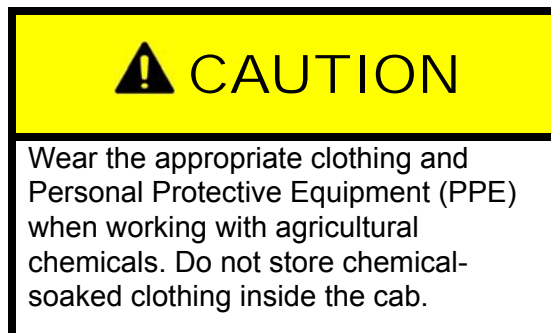 CAUTION
Wear the appropriate clothing and
Personal Protective Equipment (PPE)
when working with agricultural
chemicals. Do not store chemical-
soaked clothing inside the cab.